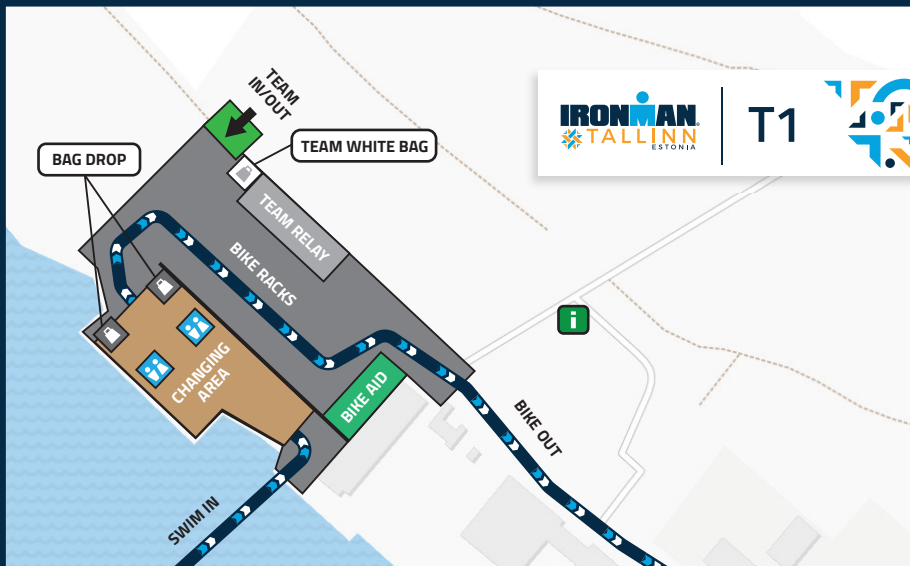 TEAM
IN/OUT
TEAM WHITE BAG
BAG DROP
IRONMAN
TALLINN
ESTONIA
T1
TEAM RELAY
BIKE RACKS
i
CHANGING
AREA
BIKE AID
BIKE OUT
SWIM IN